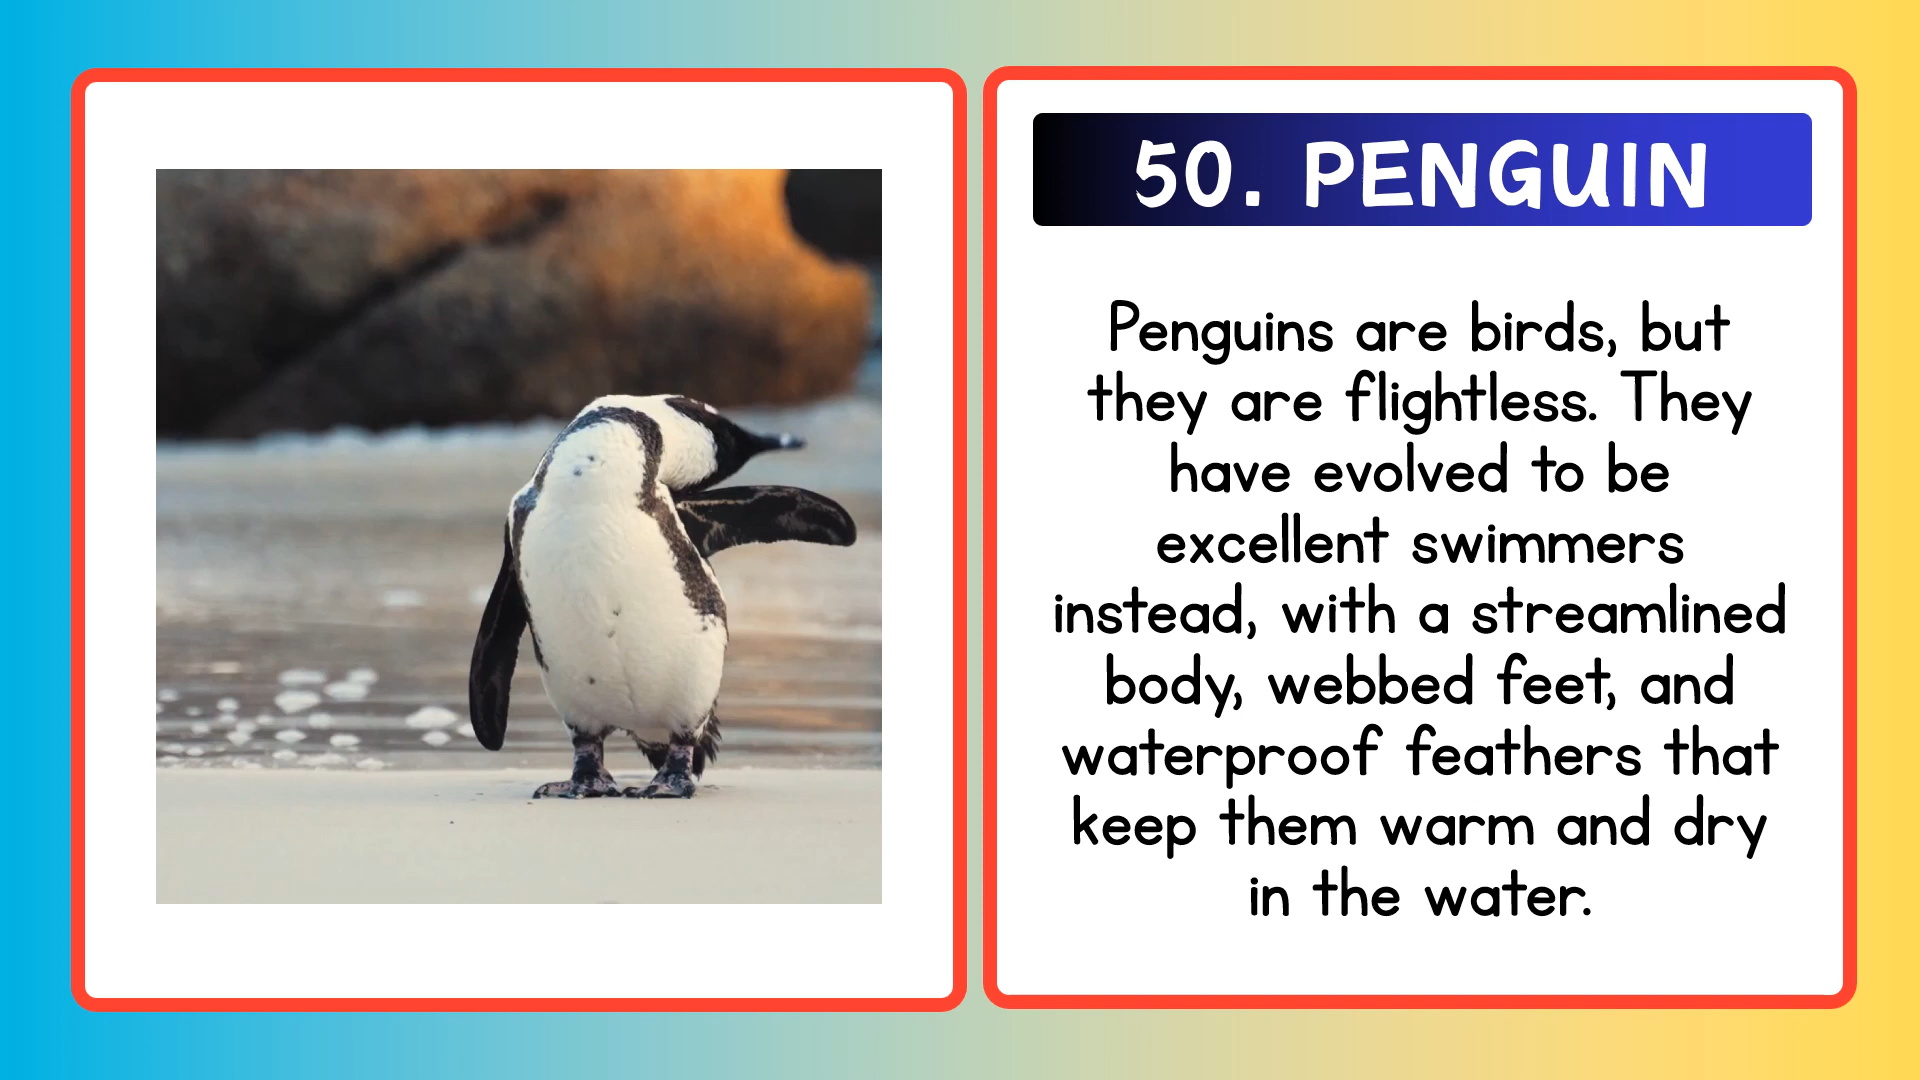 50. PENGUIN
Penguins are birds, but
they are flightless. They
have evolved to be
excellent swimmers
instead, with a streamlined
body, webbed feet, and
waterproof feathers that
keep them warm and dry
in the water.